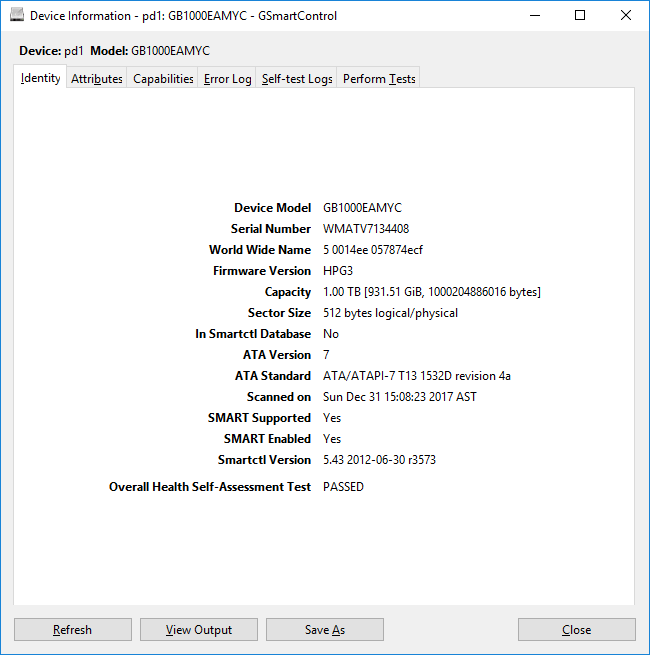 Device Information - pd1: GB1000EAMYC - GSmartControl
Device: pd1 Model: GB1000EAMYC
Identity Attributes Capabilities Error Log Self-test Logs Perform Tests
Device Model GB1000EAMYC
Serial Number WMATV7134408
World Wide Name 5 0014ee 057874ecf
Firmware Version HPG3
Capacity 1.00 TB [931.51 GiB, 1000204886016 bytes]
Sector Size 512 bytes logical/physical
In Smartctl Database No
ATA Version 7
ATA Standard ATA/ATAPI-7 T13 1532D revision 4a
Scanned on Sun Dec 31 15:08:23 2017 AST
SMART Supported Yes
SMART Enabled Yes
Smartctl Version 5.43 2012-06-30 r3573
Overall Health Self-Assessment Test PASSED
Refresh View Output Save As Close